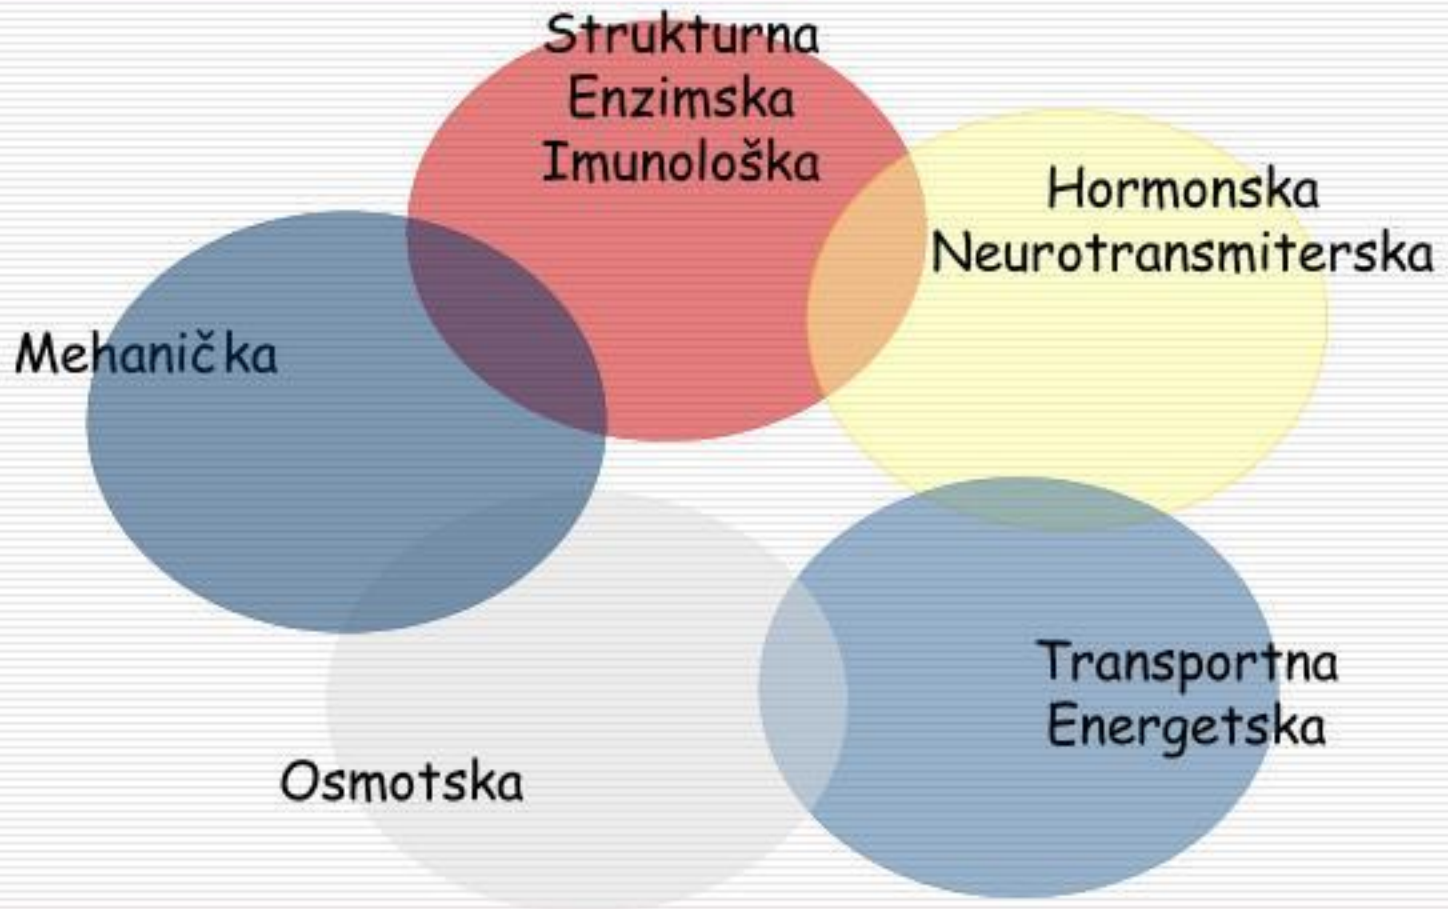 Strukturna
Enzimska
Imunološka
Hormonska
Neurotransmiterska
Mehanička
Transportna
Energetska
Osmotska